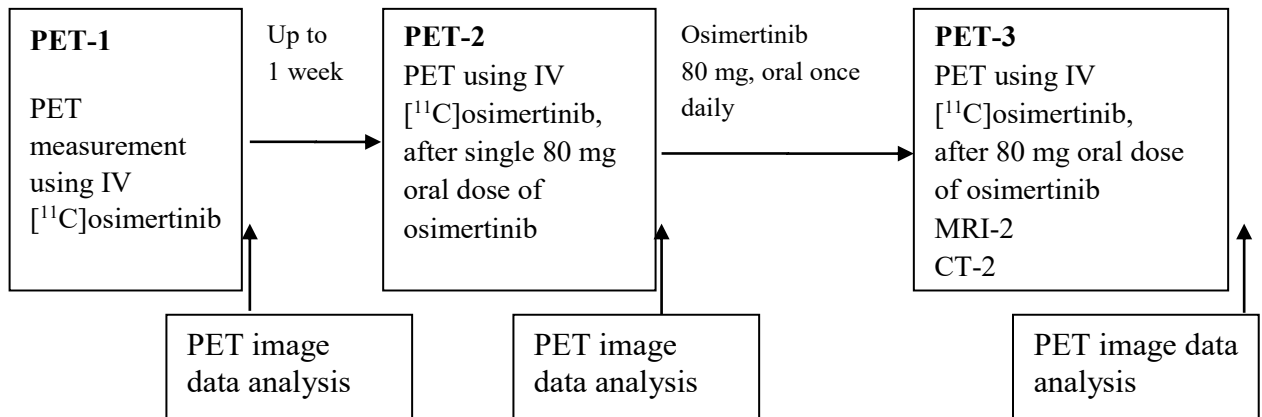 PET-1
PET
measurement
using IV
[¹¹C]osimertinib
Up to
1 week
PET-2
PET using IV
[¹¹C]osimertinib,
after single 80 mg
oral dose of
osimertinib
Osimertinib
80 mg, oral once
daily
PET-3
PET using IV
[¹¹C]osimertinib,
after 80 mg oral dose
of osimertinib
MRI-2
CT-2
PET image
data analysis
PET image
data analysis
PET image data
analysis